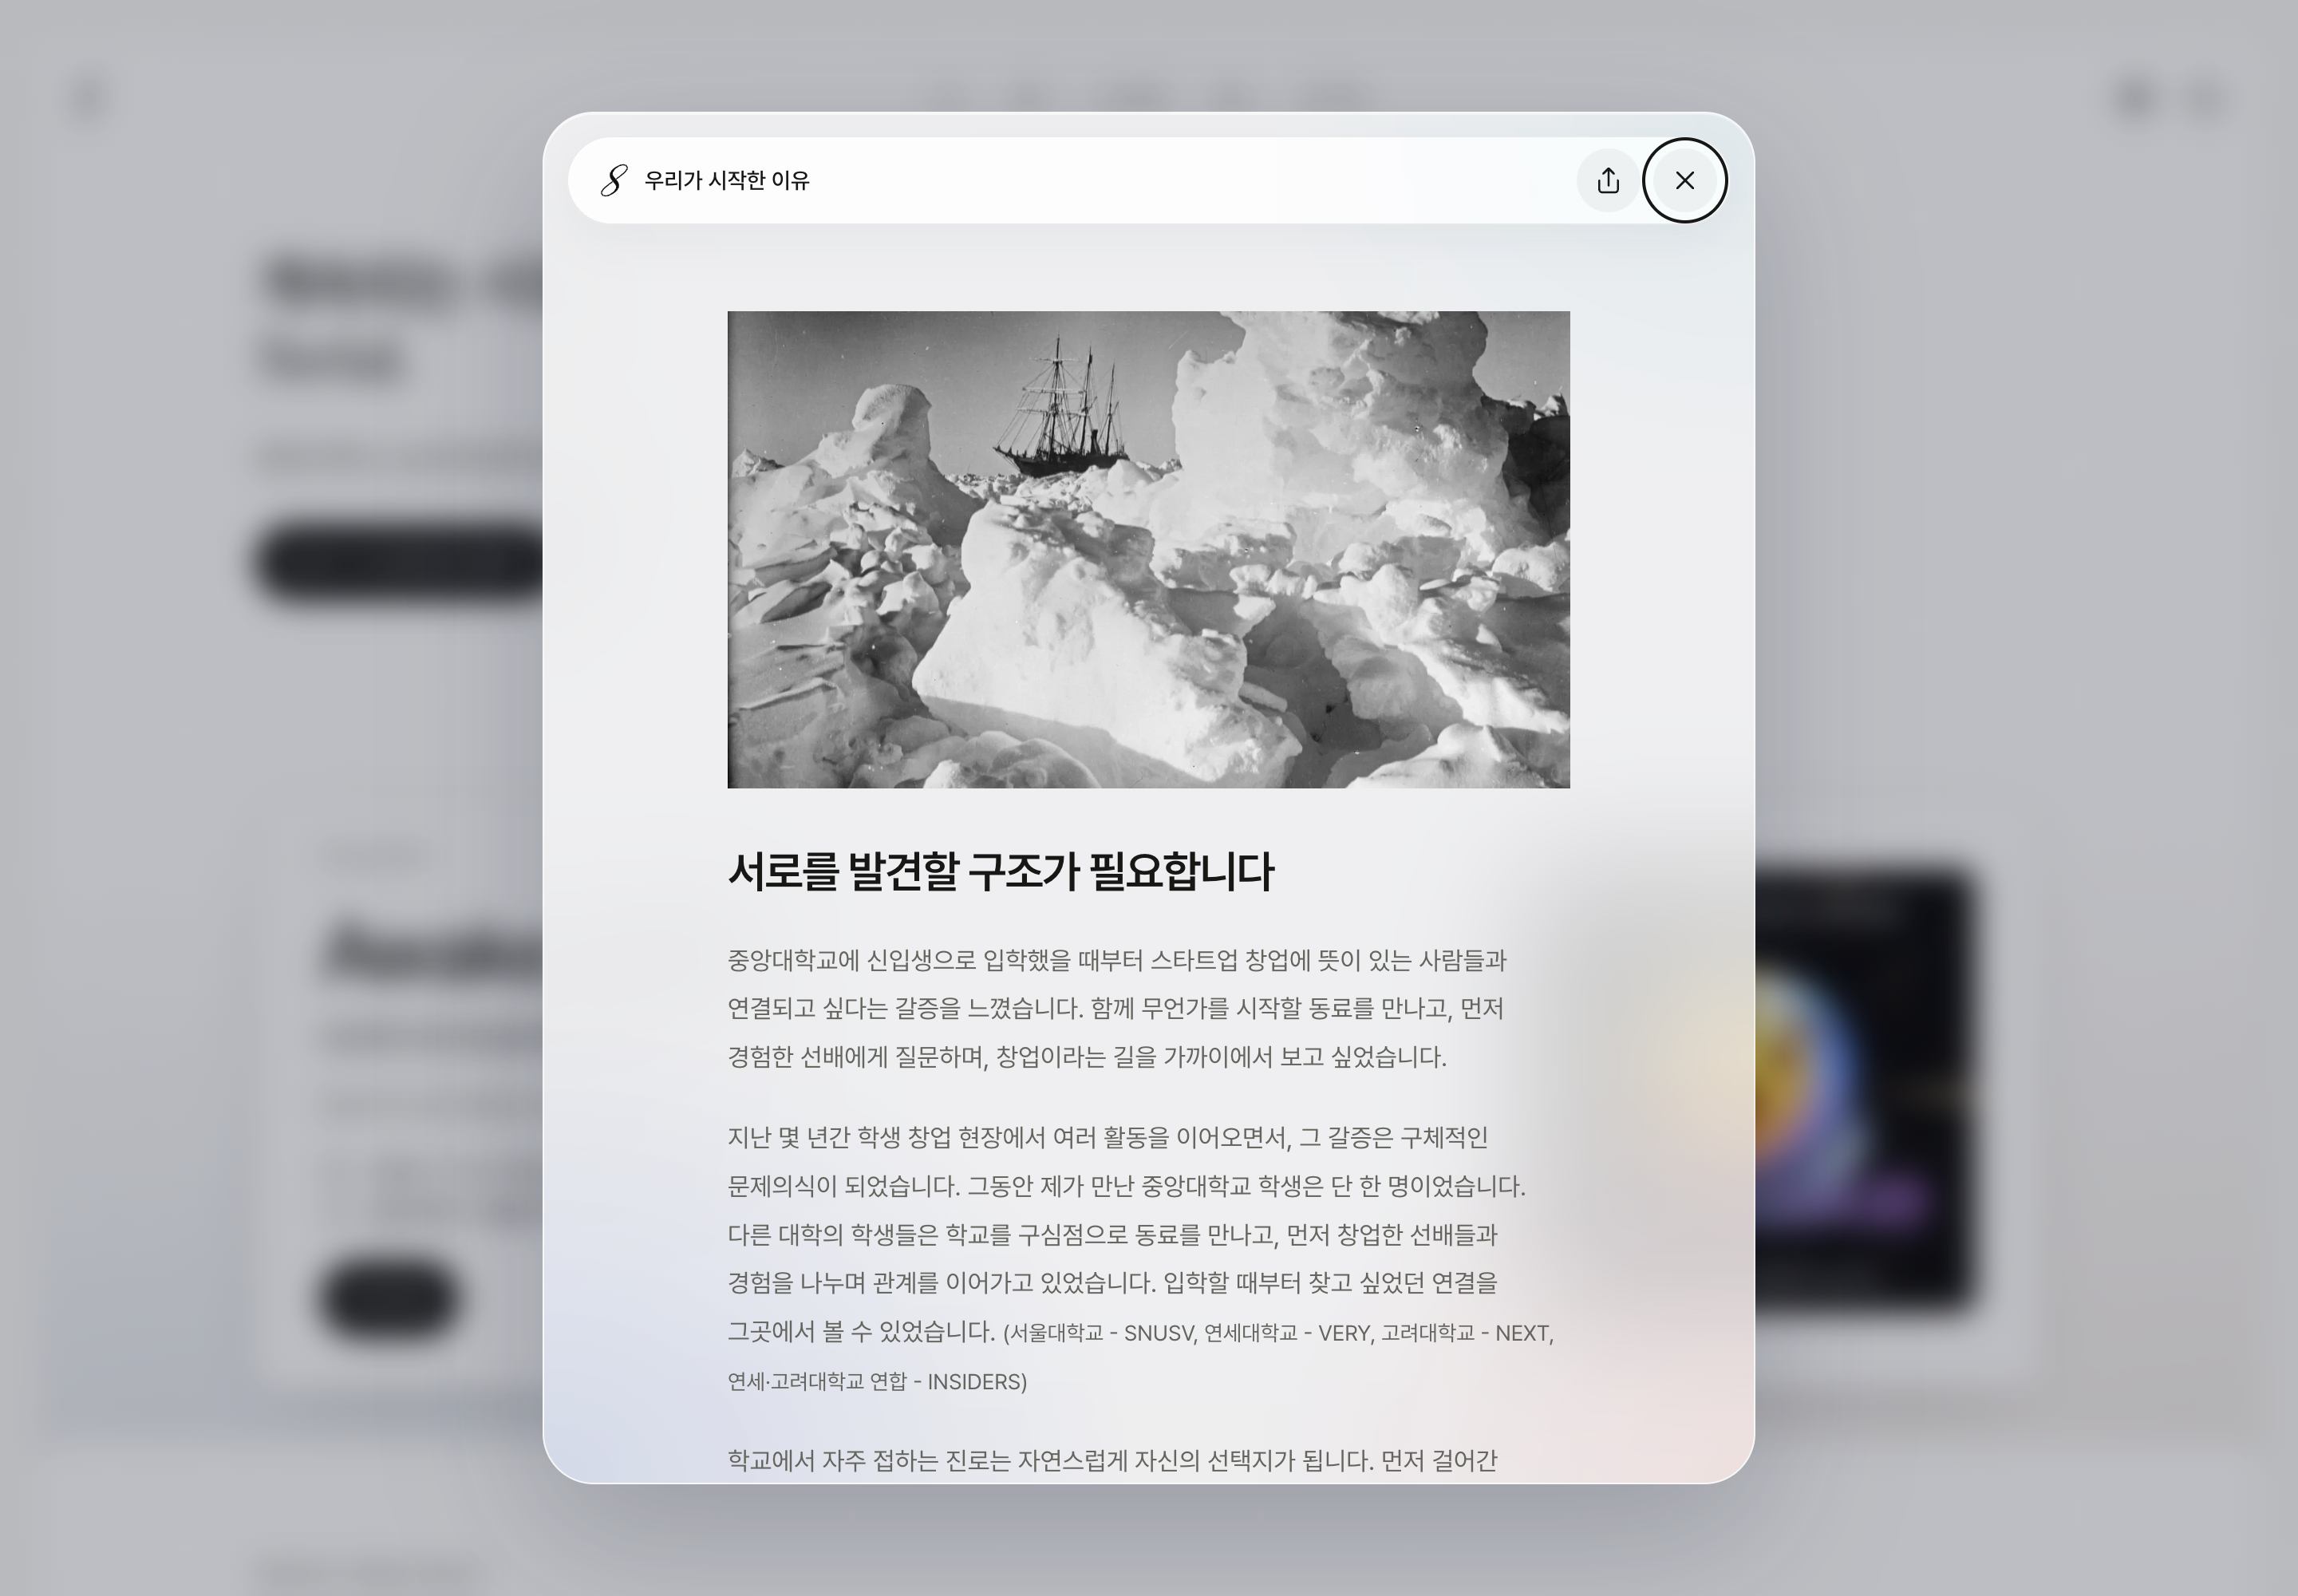 우리가 시작한 이유
서로를 발견할 구조가 필요합니다
중앙대학교에 신입생으로 입학했을 때부터 스타트업 창업에 뜻이 있는 사람들과
연결되고 싶다는 갈증을 느꼈습니다. 함께 무언가를 시작할 동료를 만나고, 먼저
경험한 선배에게 질문하며, 창업이라는 길을 가까이에서 보고 싶었습니다.
지난 몇 년간 학생 창업 현장에서 여러 활동을 이어오면서, 그 갈증은 구체적인
문제의식이 되었습니다. 그동안 제가 만난 중앙대학교 학생은 단 한 명이었습니다.
다른 대학의 학생들은 학교를 구심점으로 동료를 만나고, 먼저 창업한 선배들과
경험을 나누며 관계를 이어가고 있었습니다. 입학할 때부터 찾고 싶었던 연결을
그곳에서 볼 수 있었습니다. (서울대학교 - SNUSV, 연세대학교 - VERY, 고려대학교 - NEXT,
연세·고려대학교 연합 - INSIDERS)
학교에서 자주 접하는 진로는 자연스럽게 자신의 선택지가 됩니다. 먼저 걸어간